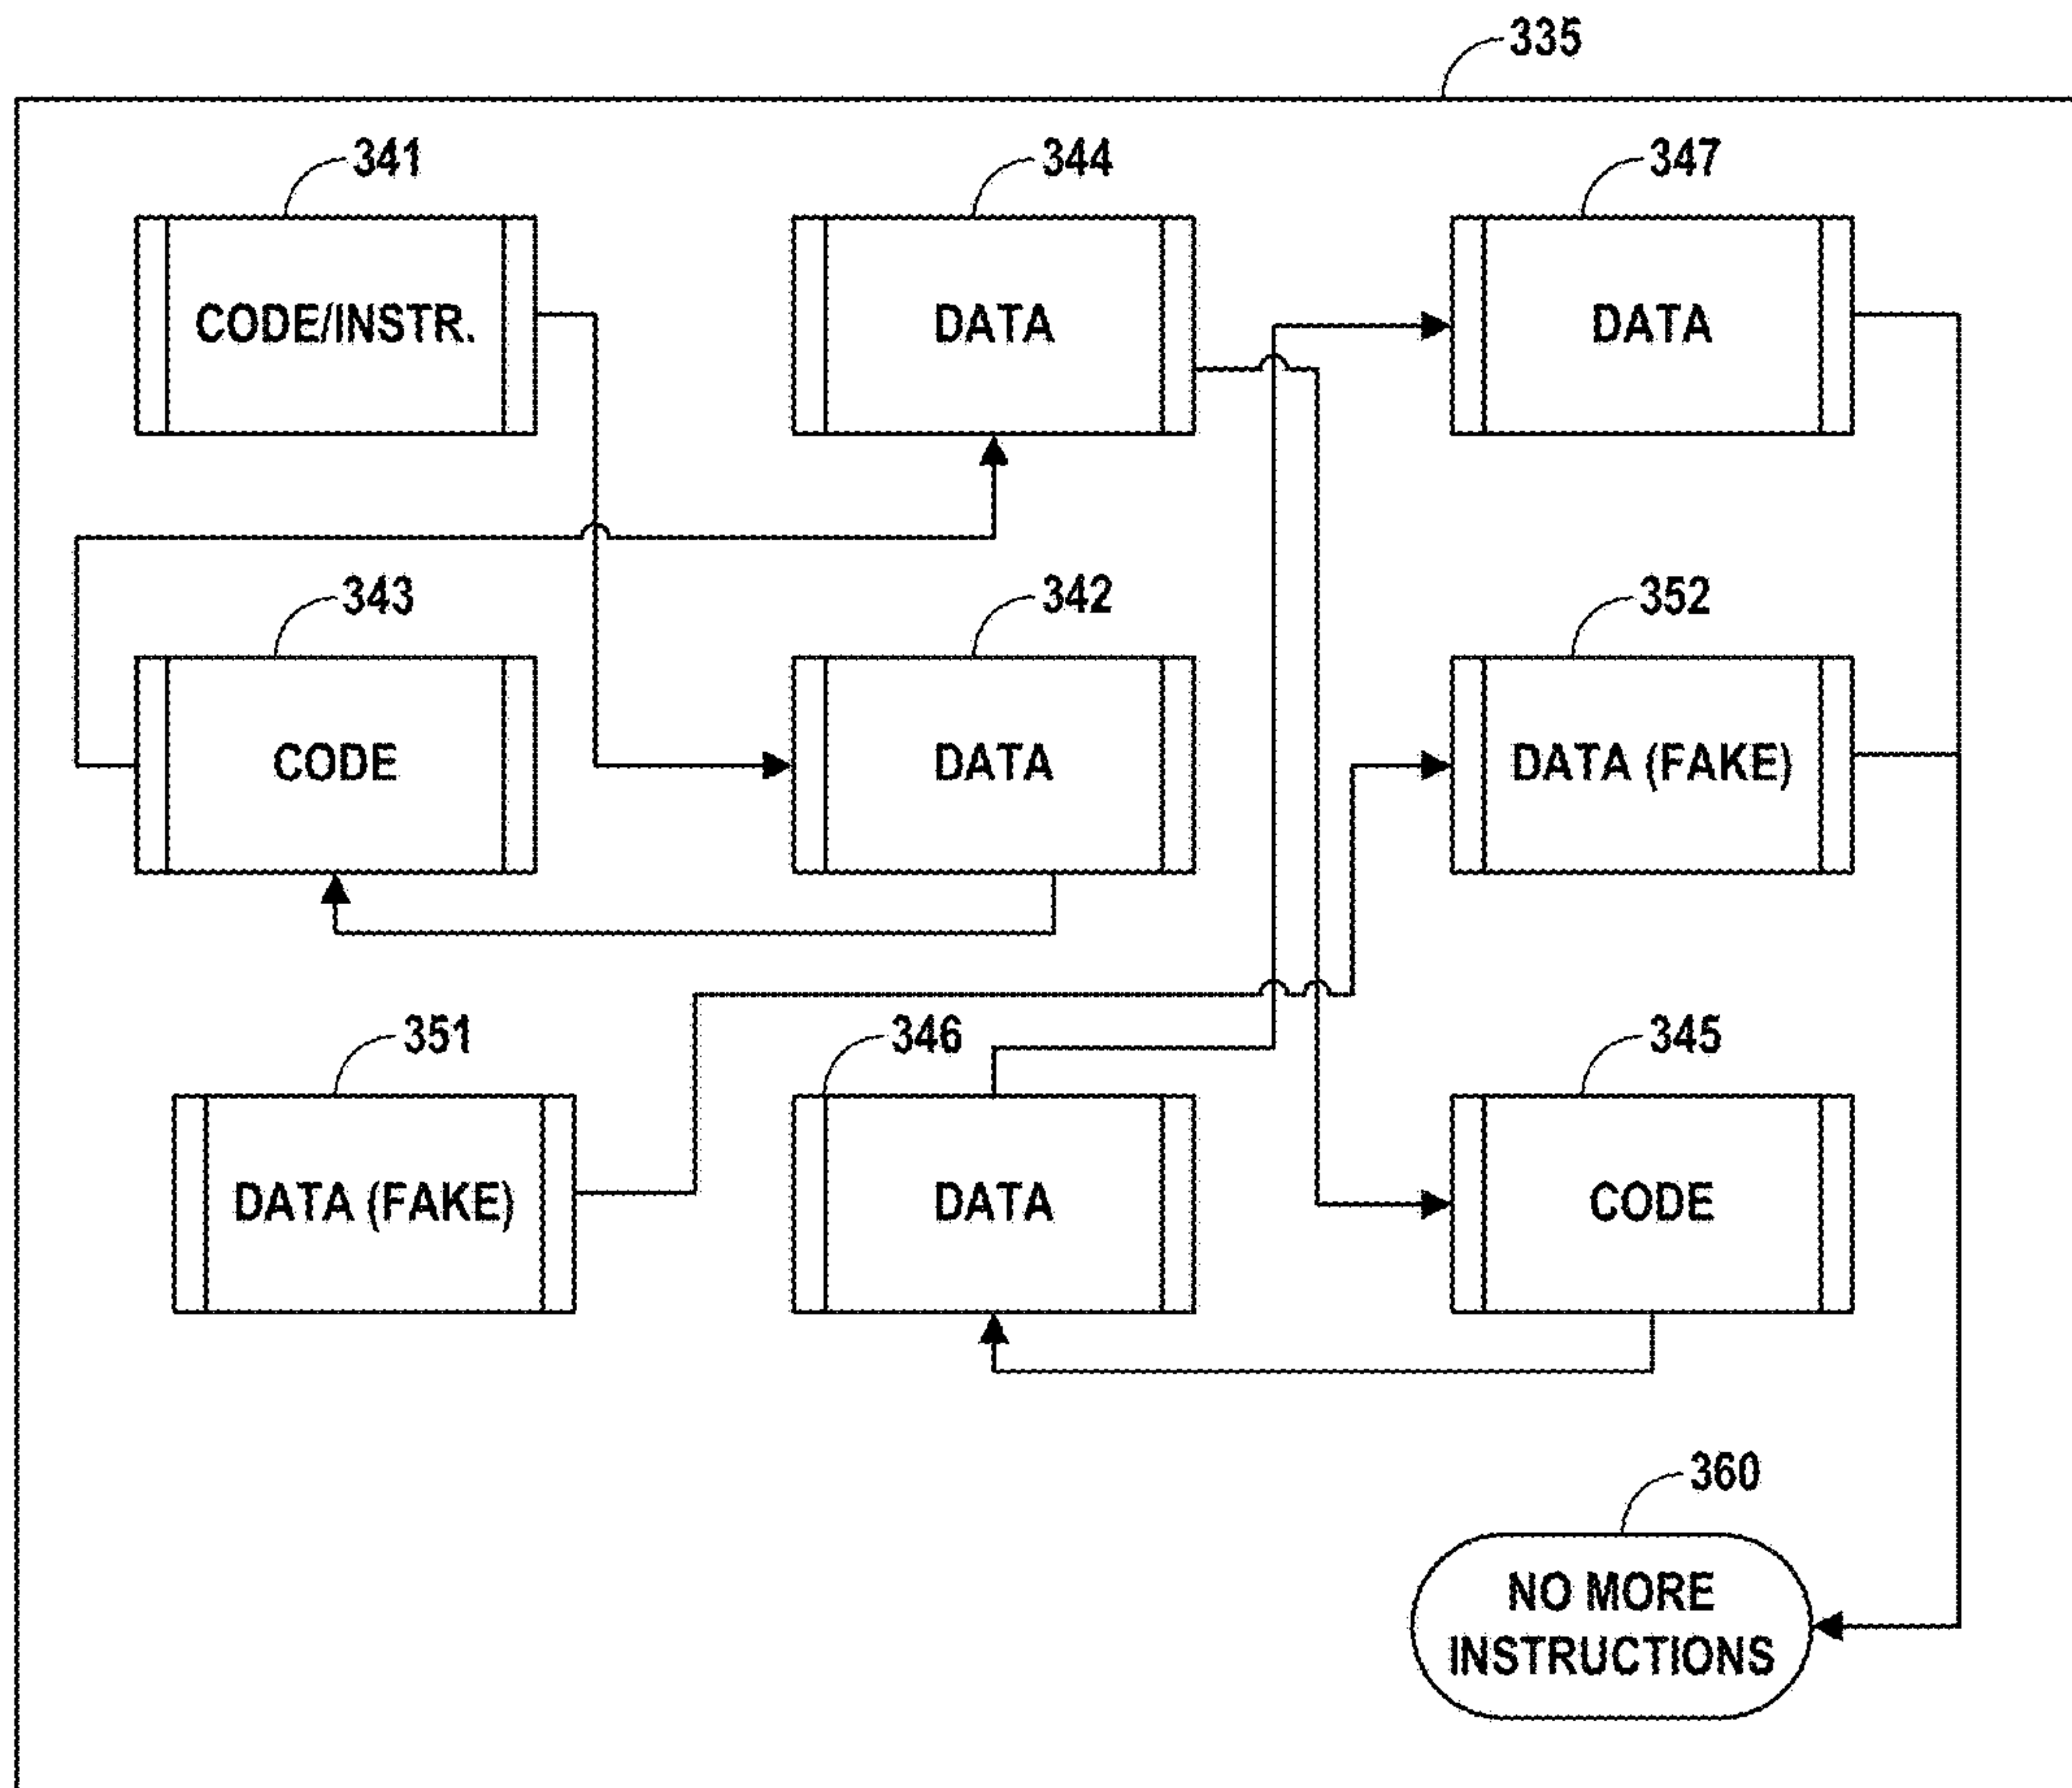 335
341
344
347
CODE/INSTR.
DATA
DATA
343
342
352
CODE
DATA
DATA (FAKE)
351
346
345
DATA (FAKE)
DATA
CODE
360
NO MORE
INSTRUCTIONS